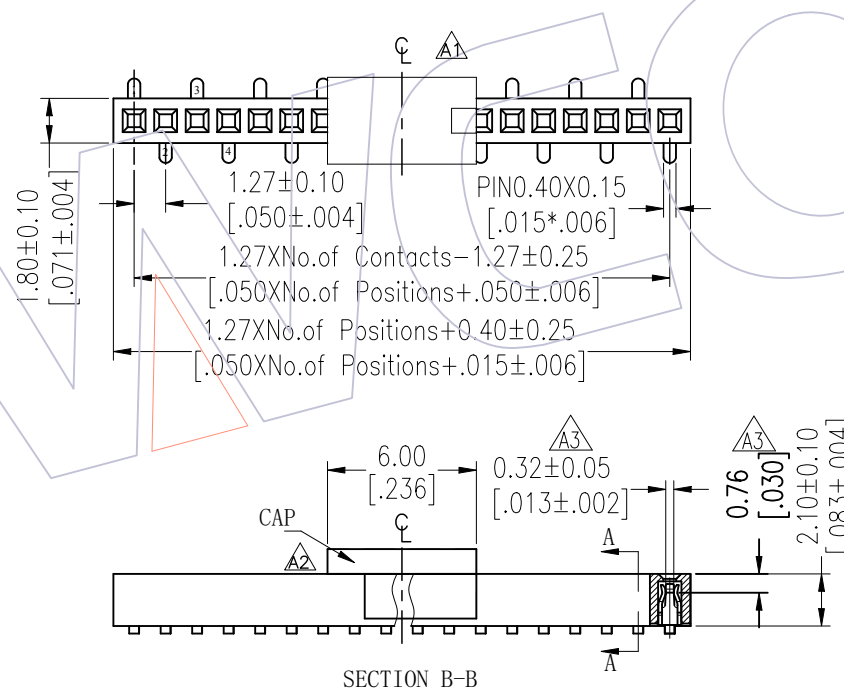 ℄
A1
3
2
4
1.80±0.10
[.071±.004]
1.27±0.10
[.050±.004]
PIN0.40X0.15
[.015*.006]
1.27XNo.of Contacts-1.27±0.25
[.050XNo.of Positions+.050±.006]
1.27XNo.of Positions+0.40±0.25
[.050XNo.of Positions+.015±.006]
6.00
[.236]
℄
A3
0.32±0.05
[.013±.002]
A3
0.76
[.030]
2.10±0.10
[.083±.004]
CAP
A2
A
A
SECTION B-B
WCO